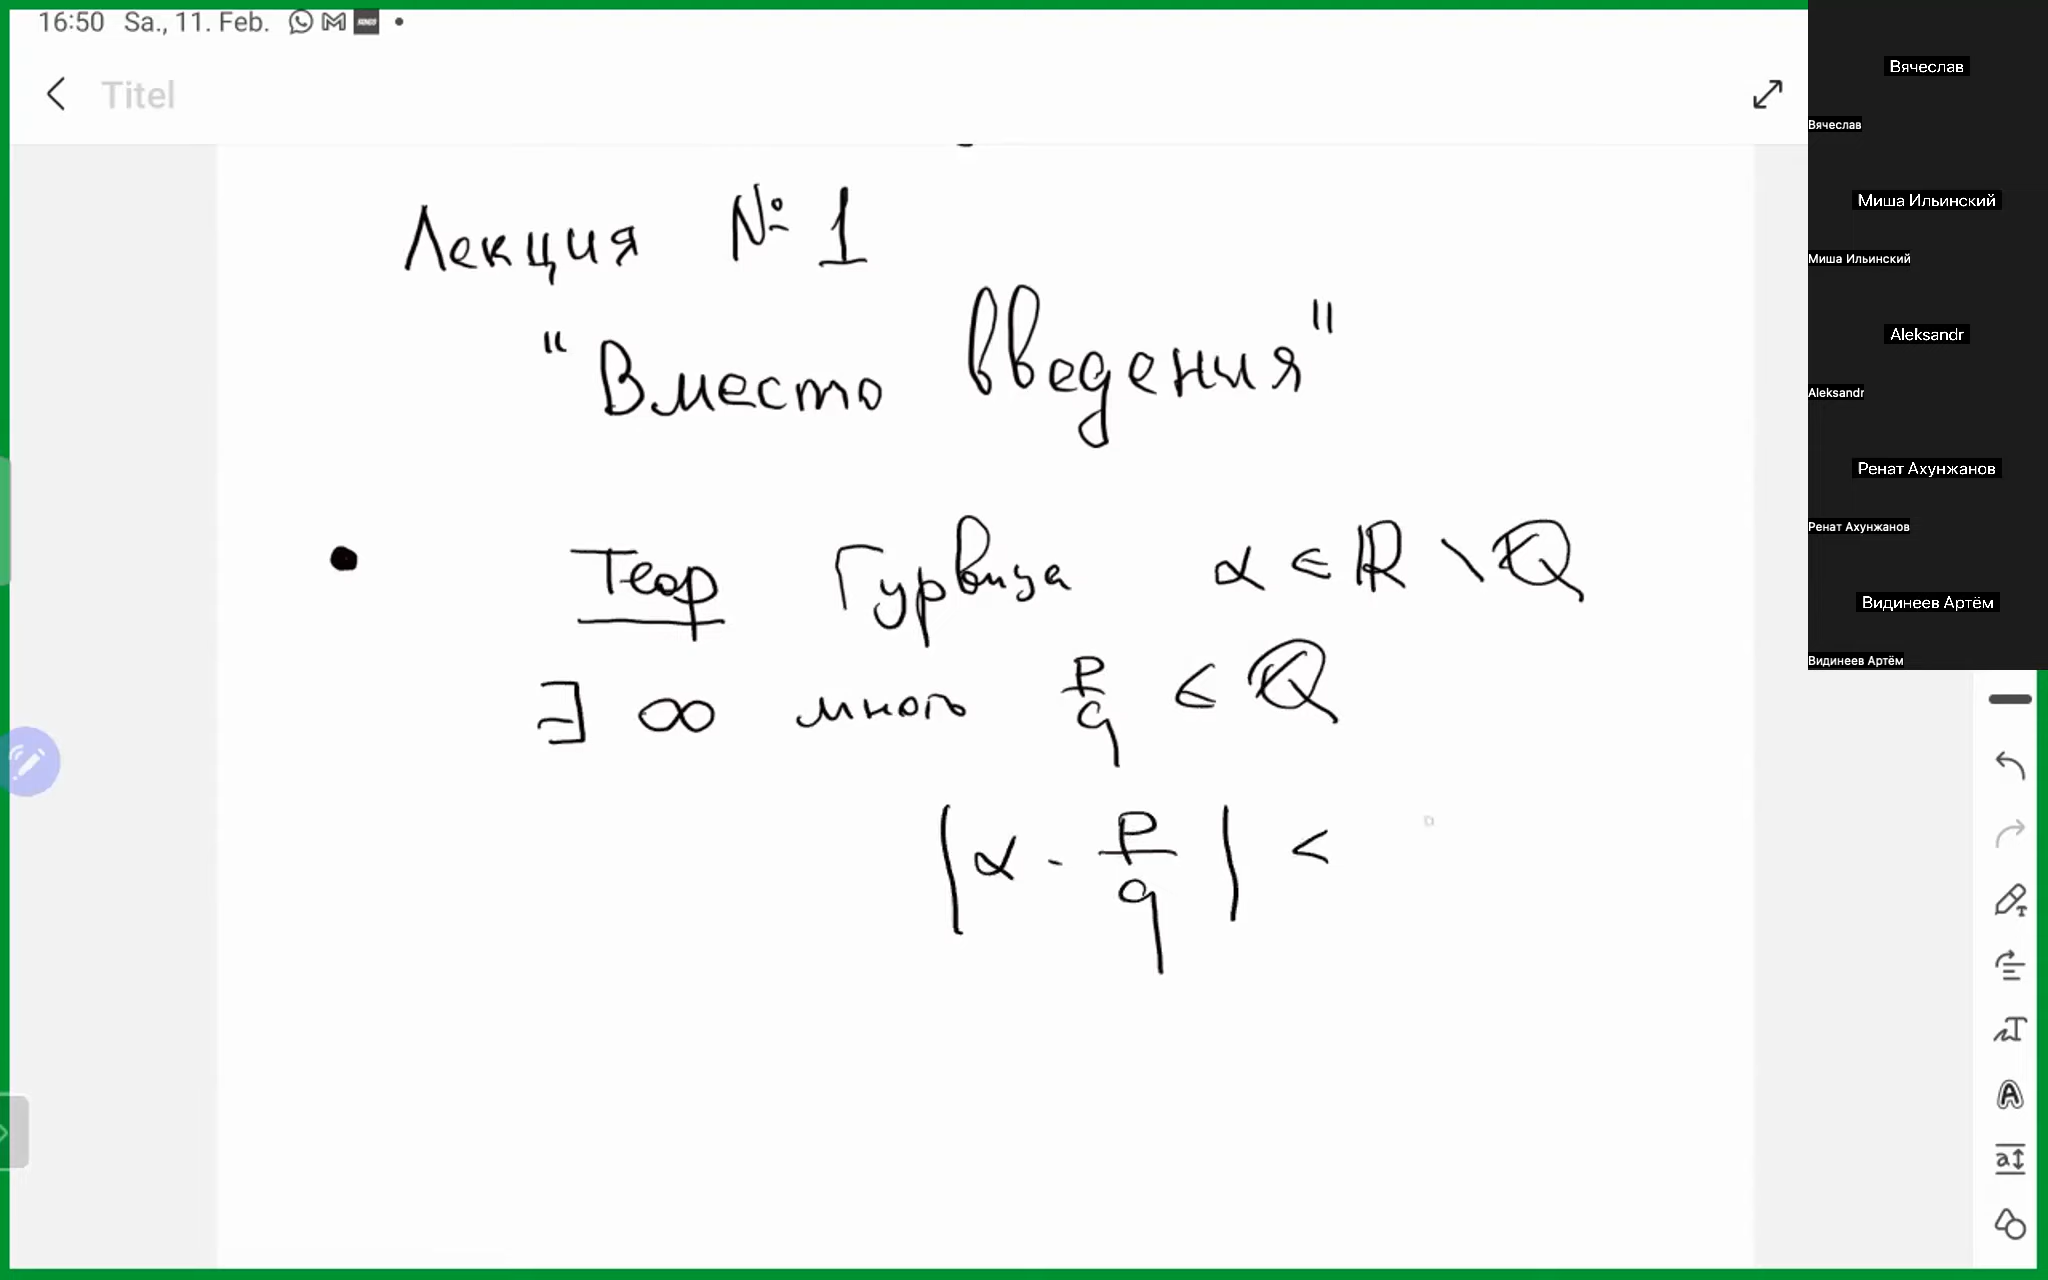 16:50 Sa., 11. Feb.
Titel
Лекция № 1
"Вместо введения"
• Теор Гурвица α ∈ ℝ \ ℚ
∃ ∞ много p/q ∈ ℚ
| α - p/q | <
Вячеслав
Вячеслав
Миша Ильинский
Миша Ильинский
Aleksandr
Aleksandr
Ренат Ахунжанов
Ренат Ахунжанов
Видинеев Артём
Видинеев Артём